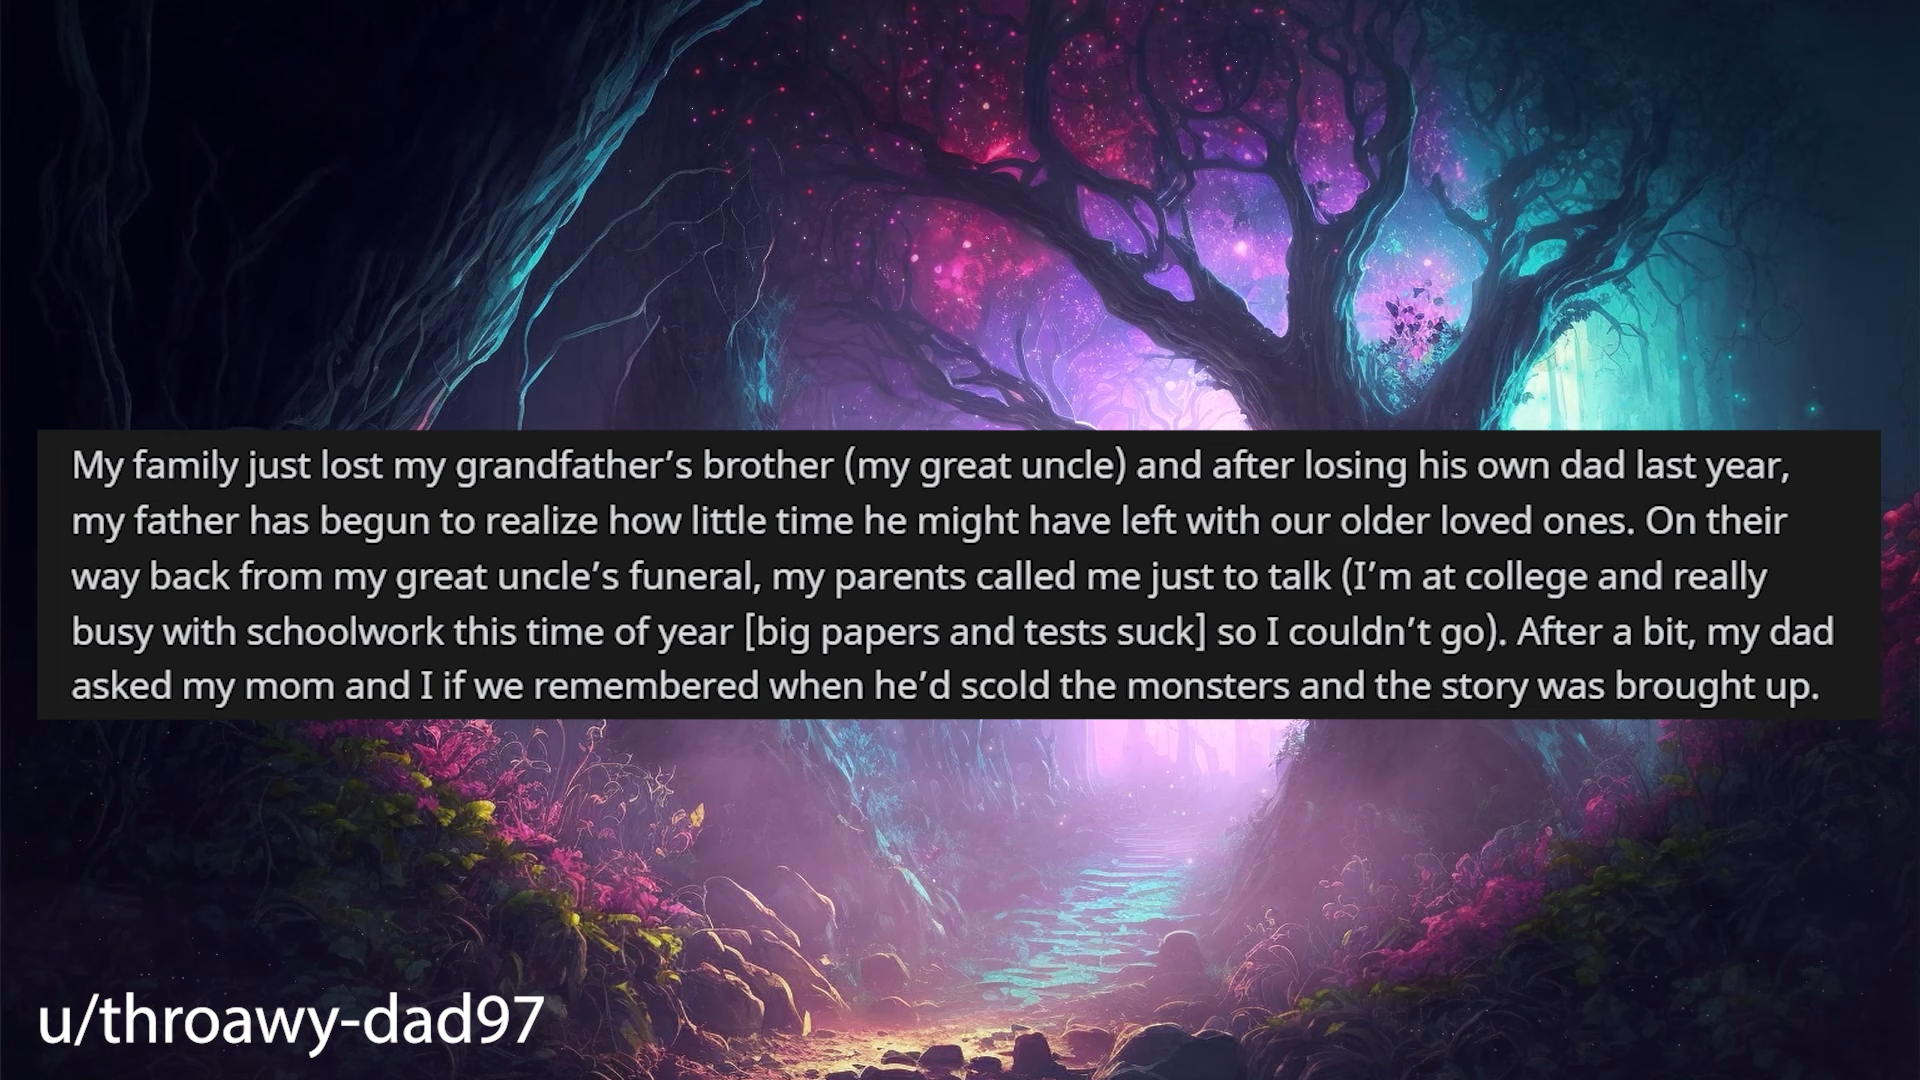 My family just lost my grandfather’s brother (my great uncle) and after losing his own dad last year,
my father has begun to realize how little time he might have left with our older loved ones. On their
way back from my great uncle’s funeral, my parents called me just to talk (I’m at college and really
busy with schoolwork this time of year [big papers and tests suck] so I couldn’t go). After a bit, my dad
asked my mom and I if we remembered when he’d scold the monsters and the story was brought up.
u/throawy-dad97